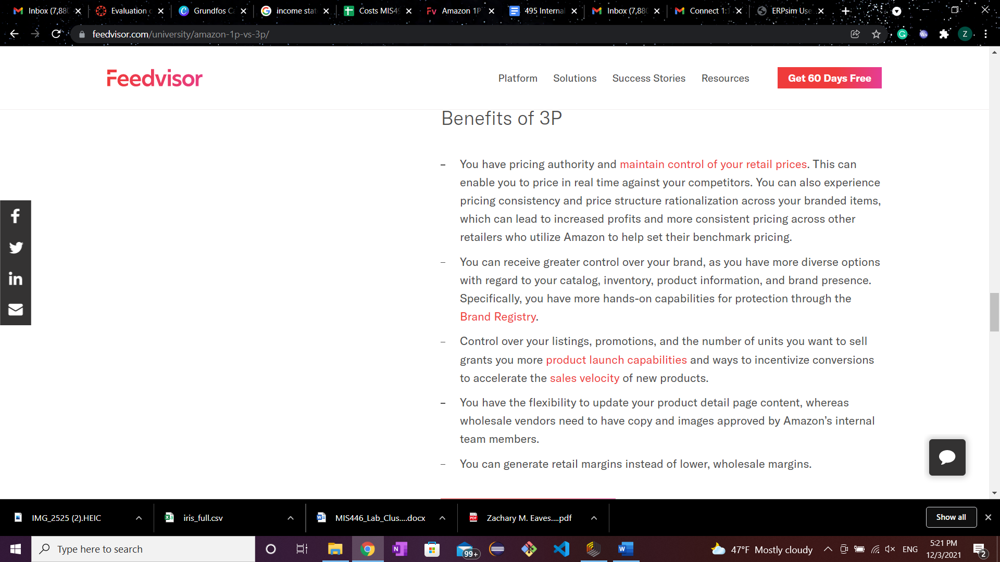 Inbox (7,880
Evaluation o
Grundfos Ca
income stat
Costs MIS49
Fv Amazon 1P
495 Internal
Inbox (7,880
Connect 1:1
ERPsim Use
feedvisor.com/university/amazon-1p-vs-3p/
Z
Feedvisor
Platform
Solutions
Success Stories
Resources
Get 60 Days Free
Benefits of 3P
– You have pricing authority and maintain control of your retail prices. This can
enable you to price in real time against your competitors. You can also experience
pricing consistency and price structure rationalization across your branded items,
which can lead to increased profits and more consistent pricing across other
retailers who utilize Amazon to help set their benchmark pricing.
– You can receive greater control over your brand, as you have more diverse options
with regard to your catalog, inventory, product information, and brand presence.
Specifically, you have more hands-on capabilities for protection through the
Brand Registry.
– Control over your listings, promotions, and the number of units you want to sell
grants you more product launch capabilities and ways to incentivize conversions
to accelerate the sales velocity of new products.
– You have the flexibility to update your product detail page content, whereas
wholesale vendors need to have copy and images approved by Amazon’s internal
team members.
– You can generate retail margins instead of lower, wholesale margins.
IMG_2525 (2).HEIC
iris_full.csv
MIS446_Lab_Clus....docx
PDF
Zachary M. Eaves....pdf
Show all
Type here to search
99+
47°F Mostly cloudy
ENG
5:21 PM
12/3/2021
2